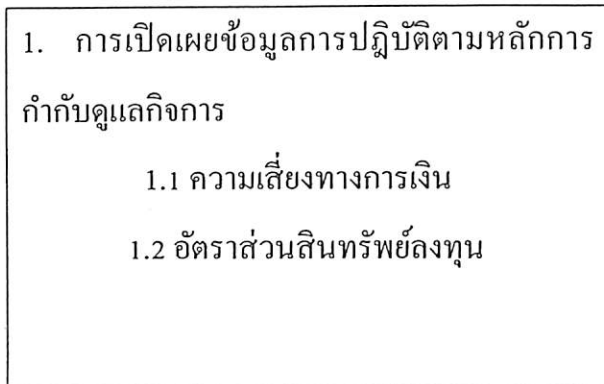 1. การเปิดเผยข้อมูลการปฏิบัติตามหลักการ
กำกับดูแลกิจการ
1.1 ความเสี่ยงทางการเงิน
1.2 อัตราส่วนสินทรัพย์ลงทุน